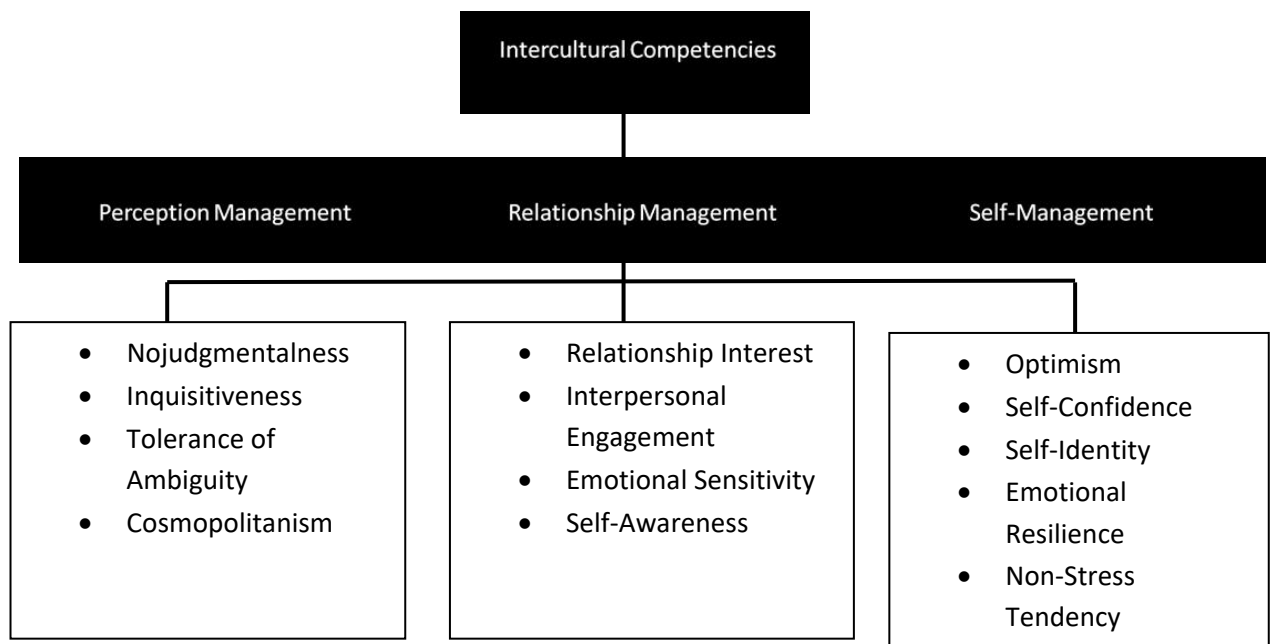 Intercultural Competencies
Perception Management
Relationship Management
Self-Management
• Nojudgmentalness
• Inquisitiveness
• Tolerance of
Ambiguity
• Cosmopolitanism
• Relationship Interest
• Interpersonal
Engagement
• Emotional Sensitivity
• Self-Awareness
• Optimism
• Self-Confidence
• Self-Identity
• Emotional
Resilience
• Non-Stress
Tendency